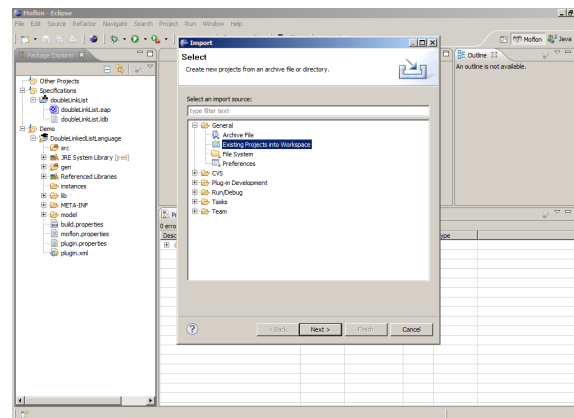 Moflon - Eclipse
File Edit Source Refactor Navigate Search Project Run Window Help
Moflon Java
Package Explorer
Other Projects
Specifications
doubleLinkList
doubleLinkList.eap
doubleLinkList.ldb
Demo
DoubleLinkedListLanguage
src
JRE System Library [jre6]
gen
Referenced Libraries
instances
lib
META-INF
model
build.properties
moflon.properties
plugin.properties
plugin.xml
Import
Select
Create new projects from an archive file or directory.
Select an import source:
type filter text
General
Archive File
Existing Projects into Workspace
File System
Preferences
CVS
Plug-in Development
Run/Debug
Tasks
Team
? < Back Next > Finish Cancel
Outline
An outline is not available.
Pr
0 erro
Desc
ype